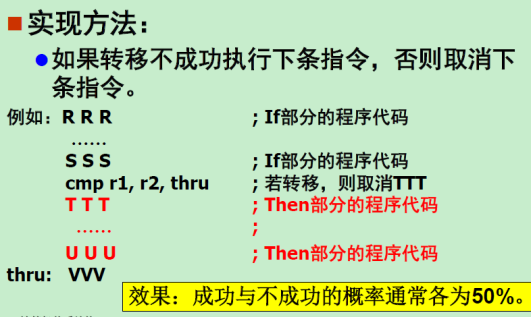 实现方法：
如果转移不成功执行下条指令，否则取消下
条指令。
例如：R R R ；If部分的程序代码
……
S S S ；If部分的程序代码
cmp r1, r2, thru ；若转移，则取消TTT
T T T ；Then部分的程序代码
…… ；
U U U ；Then部分的程序代码
thru: VVV
效果：成功与不成功的概率通常各为50%。